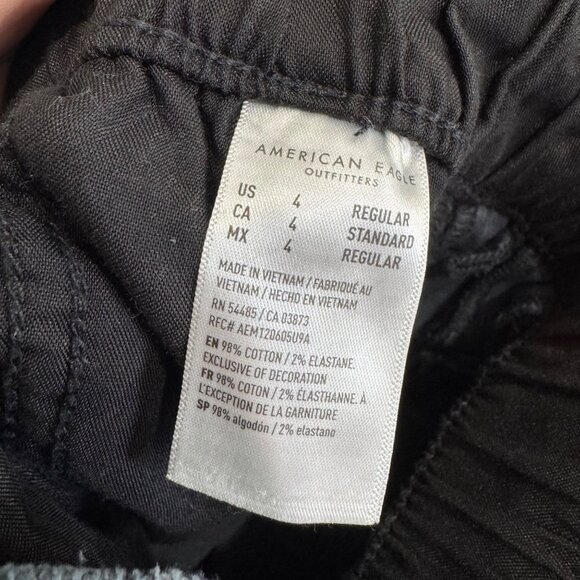 AMERICAN EAGLE
OUTFITTERS
US 4 REGULAR
CA 4 STANDARD
MX 4 REGULAR
MADE IN VIETNAM / FABRIQUÉ AU
VIETNAM / HECHO EN VIETNAM
RN 54485 / CA 03873
RFC# AEMT20605U9A
EN 98% COTTON / 2% ELASTANE.
EXCLUSIVE OF DECORATION
FR 98% COTON / 2% ÉLASTHANNE. À
L'EXCEPTION DE LA GARNITURE
SP 98% algodón / 2% elastano